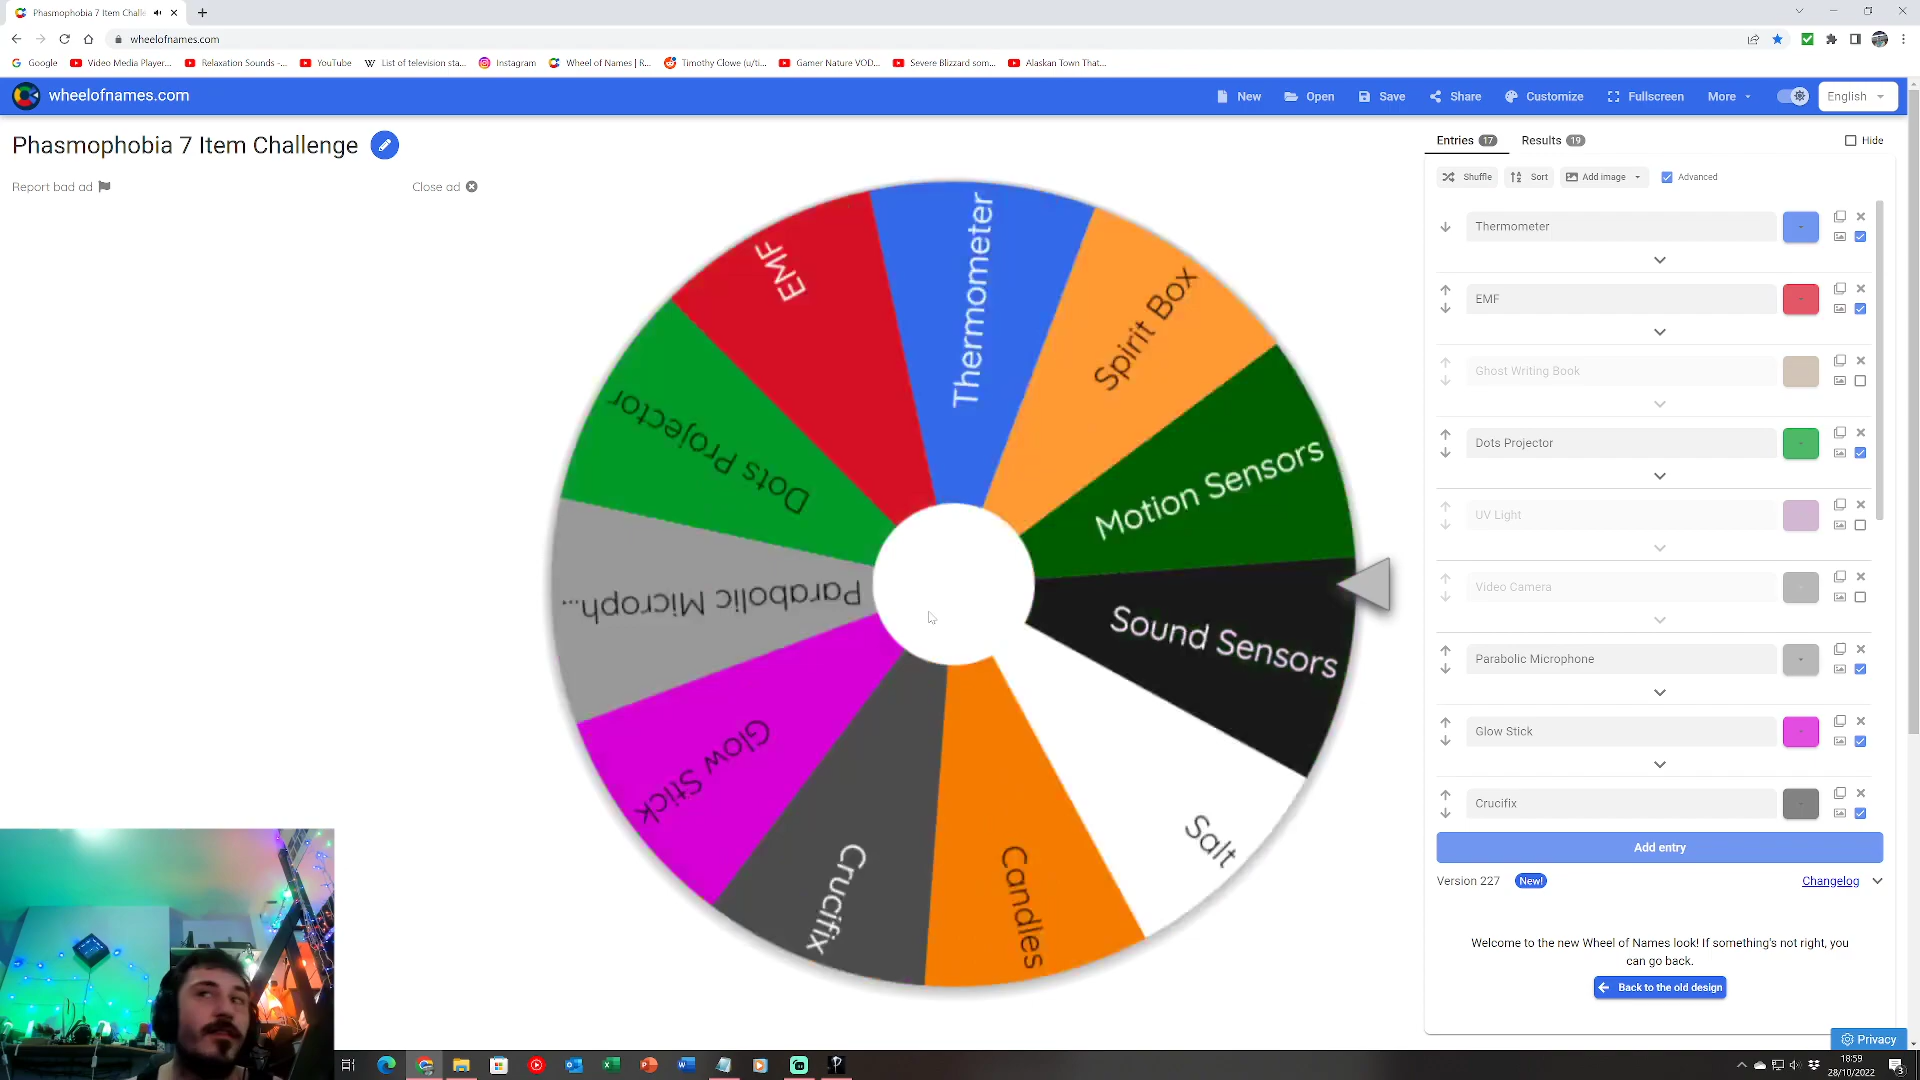 Phasmophobia 7 Item Chall
wheelofnames.com
Google
Video Media Player...
Relaxation Sounds -...
YouTube
List of television sta...
Instagram
Wheel of Names | R...
Timothy Clowe (u/ti...
Gamer Nature VOD...
Severe Blizzard som...
Alaskan Town That...
wheelofnames.com
New
Open
Save
Share
Customize
Fullscreen
More
English
Phasmophobia 7 Item Challenge
Report bad ad
Close ad
Thermometer
Spirit Box
Motion Sensors
Sound Sensors
Salt
Candles
Crucifix
Glow Stick
Parabolic Microph...
Dots Projector
EMF
Entries 17
Results 19
Hide
Shuffle
Sort
Add image
Advanced
Thermometer
EMF
Ghost Writing Book
Dots Projector
UV Light
Video Camera
Parabolic Microphone
Glow Stick
Crucifix
Add entry
Version 227 New!
Changelog
Welcome to the new Wheel of Names look! If something's not right, you
can go back.
Back to the old design
Privacy
18:59
28/10/2022
3